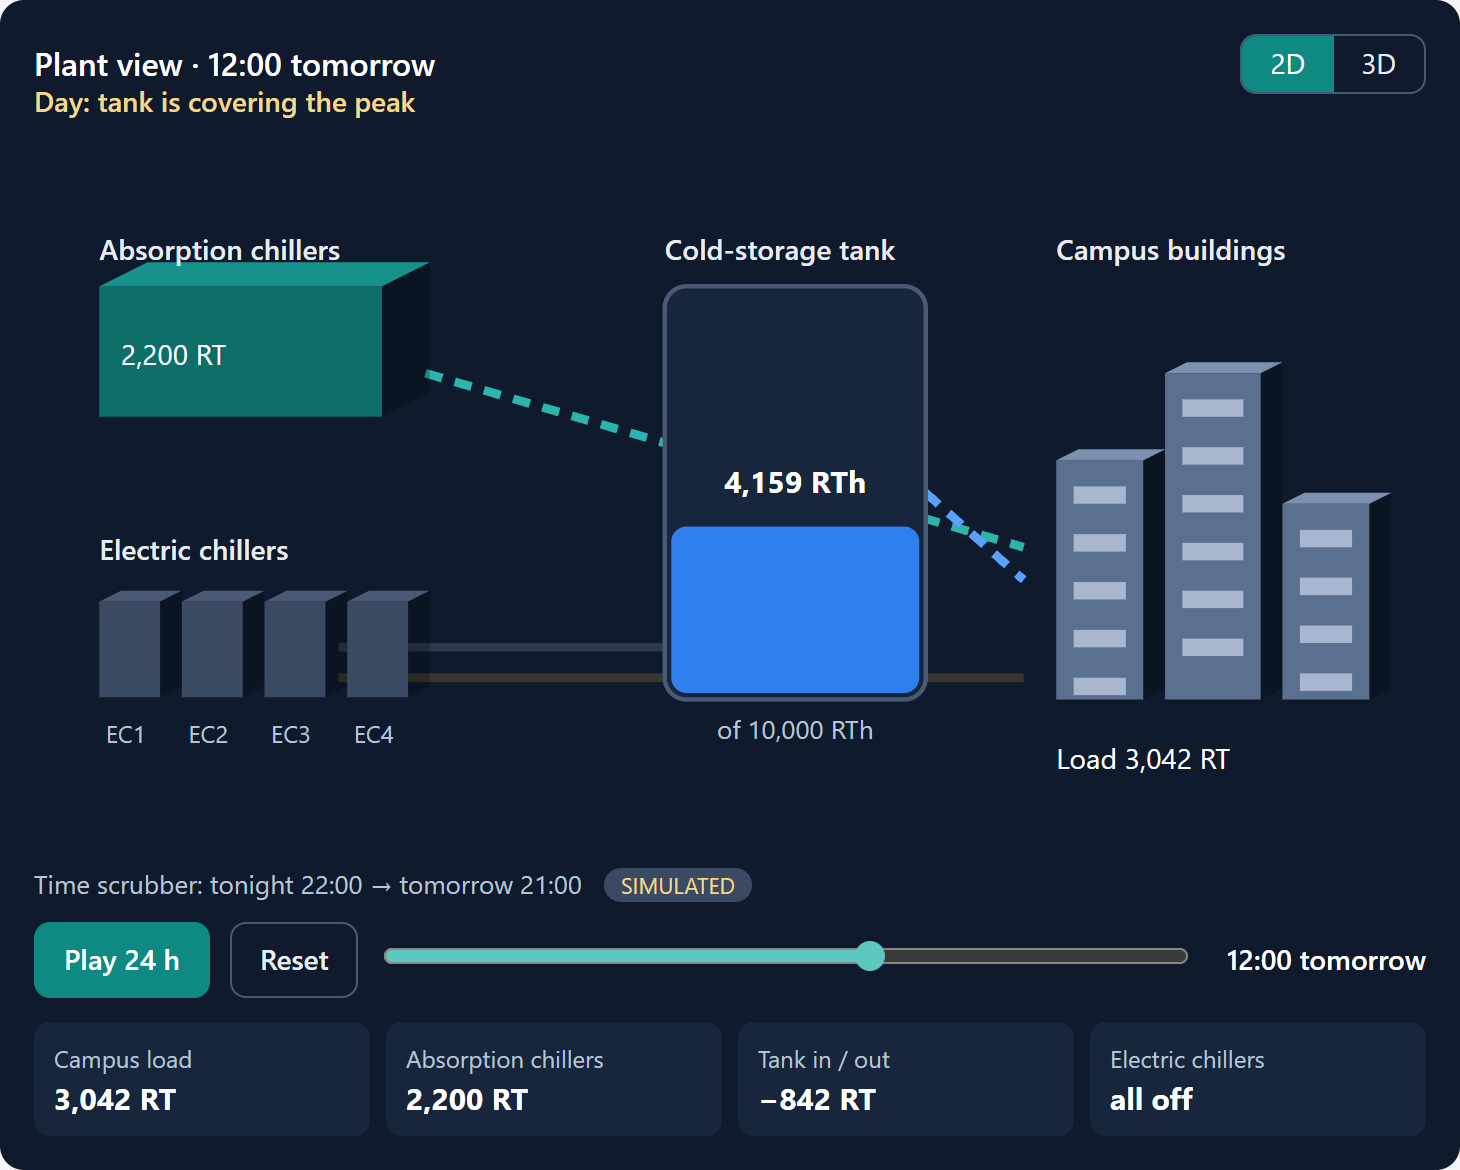 Plant view · 12:00 tomorrow
Day: tank is covering the peak
2D
3D
Absorption chillers
Cold-storage tank
Campus buildings
2,200 RT
4,159 RTh
Electric chillers
EC1
EC2
EC3
EC4
of 10,000 RTh
Load 3,042 RT
Time scrubber: tonight 22:00 → tomorrow 21:00
SIMULATED
Play 24 h
Reset
12:00 tomorrow
Campus load
3,042 RT
Absorption chillers
2,200 RT
Tank in / out
−842 RT
Electric chillers
all off